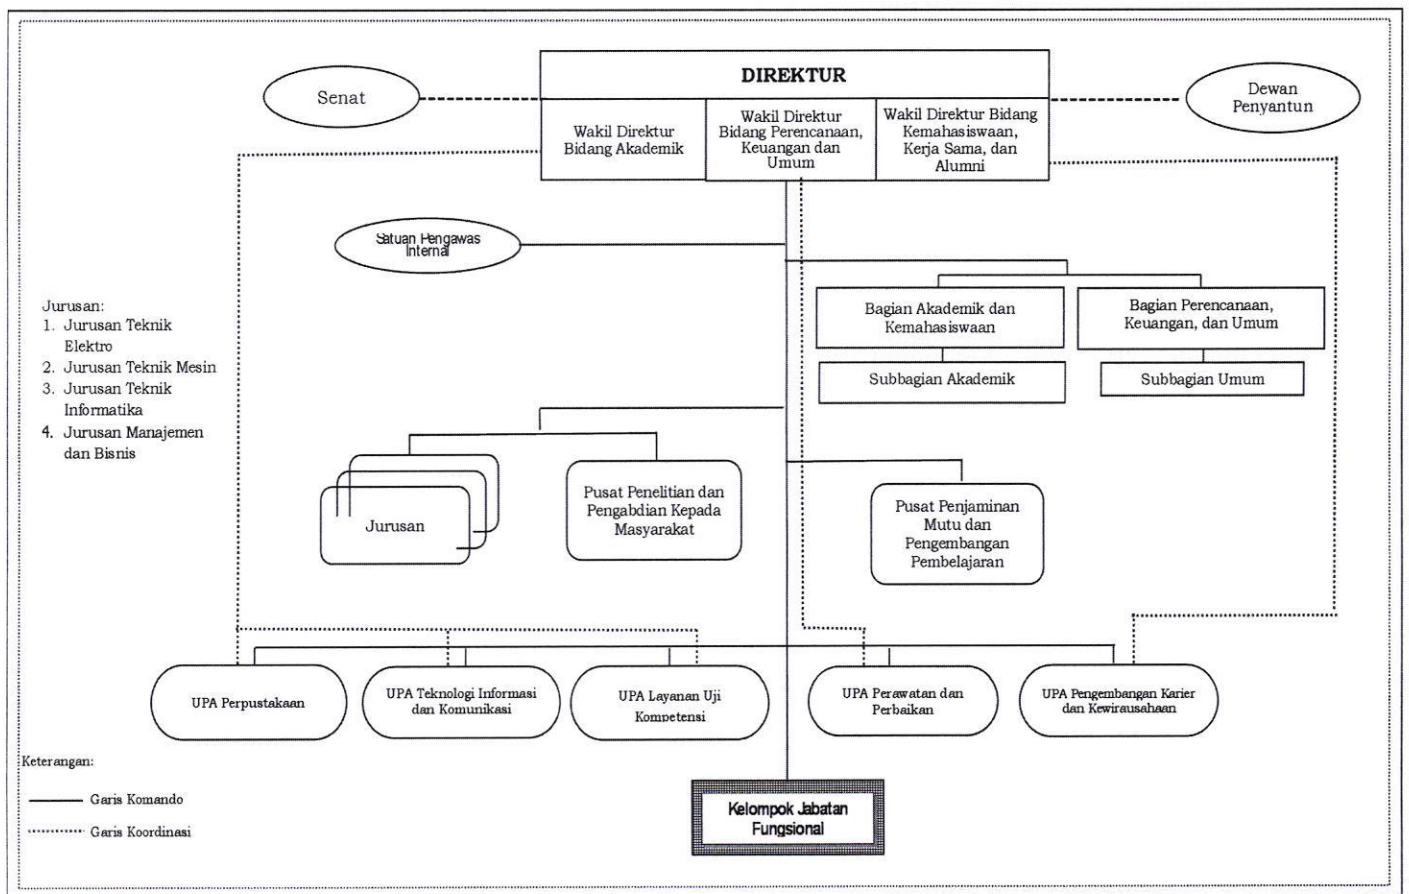 DIREKTUR
Senat
Dewan
Penyantun
Wakil Direktur
Bidang Akademik
Wakil Direktur
Bidang Perencanaan,
Keuangan dan
Umum
Wakil Direktur Bidang
Kemahasiswaan,
Kerja Sama, dan
Alumni
Satuan Pengawas
Internal
Bagian Akademik dan
Kemahasiswaan
Bagian Perencanaan,
Keuangan, dan Umum
Subbagian Akademik
Subbagian Umum
Jurusan:
1. Jurusan Teknik
Elektro
2. Jurusan Teknik Mesin
3. Jurusan Teknik
Informatika
4. Jurusan Manajemen
dan Bisnis
Jurusan
Pusat Penelitian dan
Pengabdian Kepada
Masyarakat
Pusat Penjaminan
Mutu dan
Pengembangan
Pembelajaran
UPA Perpustakaan
UPA Teknologi Informasi
dan Komunikasi
UPA Layanan Uji
Kompetensi
UPA Perawatan dan
Perbaikan
UPA Pengembangan Karier
dan Kewirausahaan
Keterangan:
Garis Komando
Garis Koordinasi
Kelompok Jabatan
Fungsional